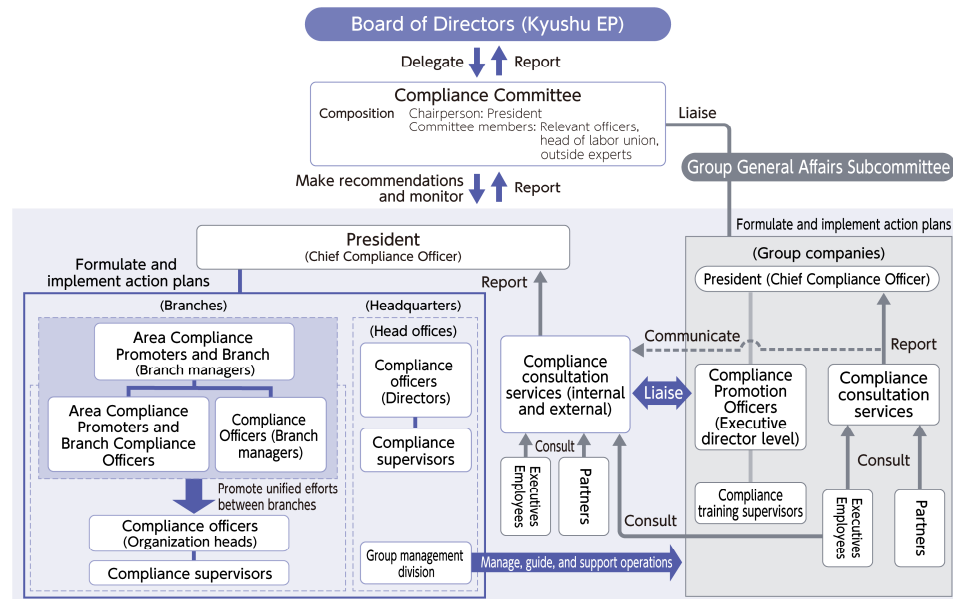 Board of Directors (Kyushu EP)
Delegate
Report
Compliance Committee
Composition
Chairperson: President
Committee members: Relevant officers,
head of labor union,
outside experts
Liaise
Group General Affairs Subcommittee
Make recommendations
and monitor
Report
Formulate and implement action plans
President
(Chief Compliance Officer)
Formulate and
implement action plans
(Branches)
Area Compliance
Promoters and Branch
(Branch managers)
Area Compliance
Promoters and
Branch Compliance
Officers
Compliance
Officers (Branch
managers)
Promote unified efforts
between branches
Compliance officers
(Organization heads)
Compliance supervisors
(Headquarters)
(Head offices)
Compliance
officers
(Directors)
Compliance
supervisors
Group management
division
Manage, guide, and support operations
Report
Compliance
consultation
services (internal
and external)
Consult
Executives
Employees
Partners
Liaise
Communicate
Consult
(Group companies)
President (Chief Compliance Officer)
Report
Compliance
Promotion
Officers
(Executive
director level)
Compliance
training supervisors
Compliance
consultation
services
Consult
Executives
Employees
Partners